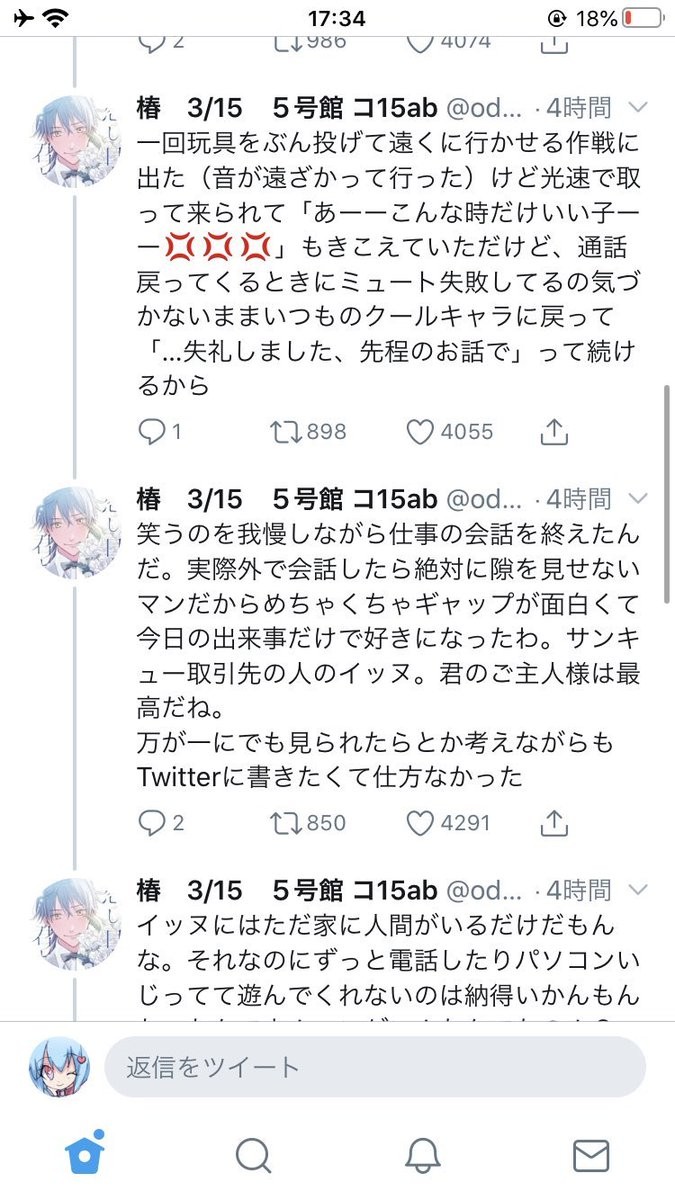 17:34
18%
2 986 4074
椿　3/15　５号館 コ15ab @od... · 4時間
一回玩具をぶん投げて遠くに行かせる作戦に
出た（音が遠ざかって行った）けど光速で取
って来られて「あーーこんな時だけいい子ー
ー💢💢💢」もきこえていただけど、通話
戻ってくるときにミュート失敗してるの気づ
かないままいつものクールキャラに戻って
「...失礼しました、先程のお話で」って続け
るから
1 898 4055
椿　3/15　５号館 コ15ab @od... · 4時間
笑うのを我慢しながら仕事の会話を終えたん
だ。実際外で会話したら絶対に隙を見せない
マンだからめちゃくちゃギャップが面白くて
今日の出来事だけで好きになったわ。サンキ
ュー取引先の人のイッヌ。君のご主人様は最
高だね。
万が一にでも見られたらとか考えながらも
Twitterに書きたくて仕方なかった
2 850 4291
椿　3/15　５号館 コ15ab @od... · 4時間
イッヌにはただ家に人間がいるだけだもん
な。それなのにずっと電話したりパソコンい
じってて遊んでくれないのは納得いかんもん
返信をツイート